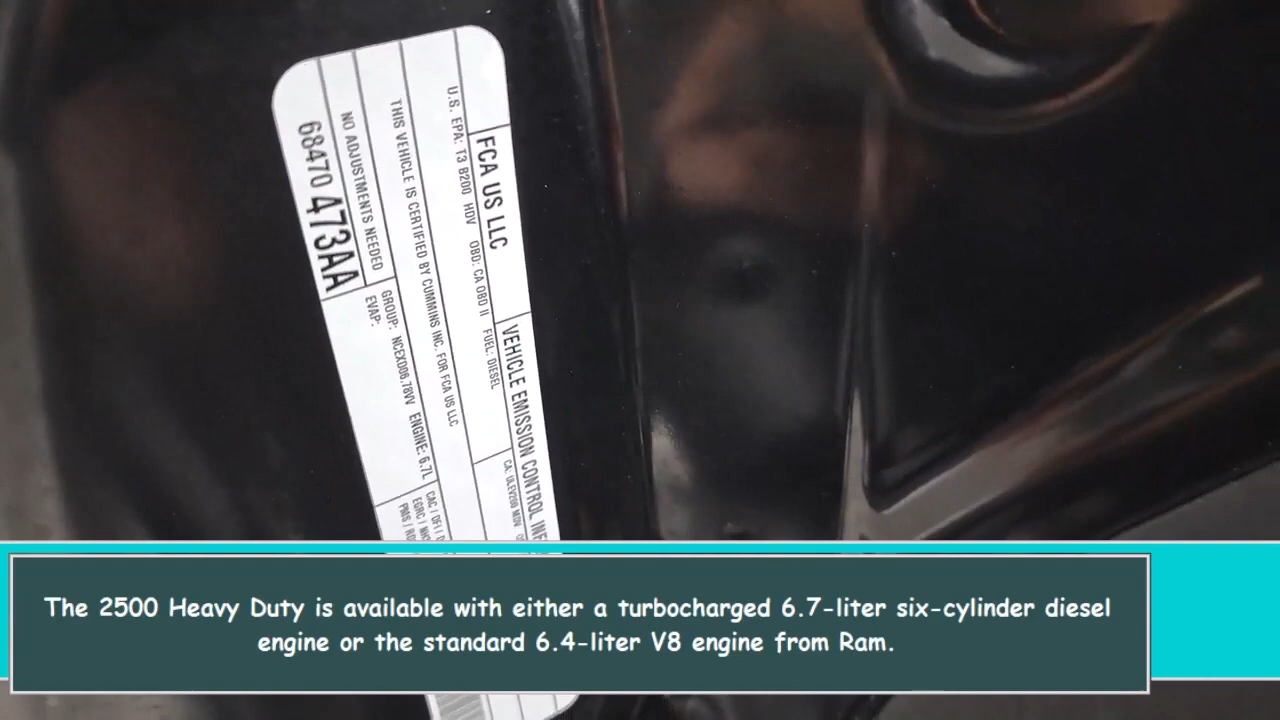 FCA US LLC
VEHICLE EMISSION CONTROL
U.S. EPA: T3 B200 HDV OBD: CA OBD II FUEL: DIESEL
THIS VEHICLE IS CERTIFIED BY CUMMINS INC. FOR FCA US LLC
NO ADJUSTMENTS NEEDED
GROUP: NCEXD06.78VV ENGINE: 6.7L
EVAP:
68470 473AA
The 2500 Heavy Duty is available with either a turbocharged 6.7-liter six-cylinder diesel
engine or the standard 6.4-liter V8 engine from Ram.